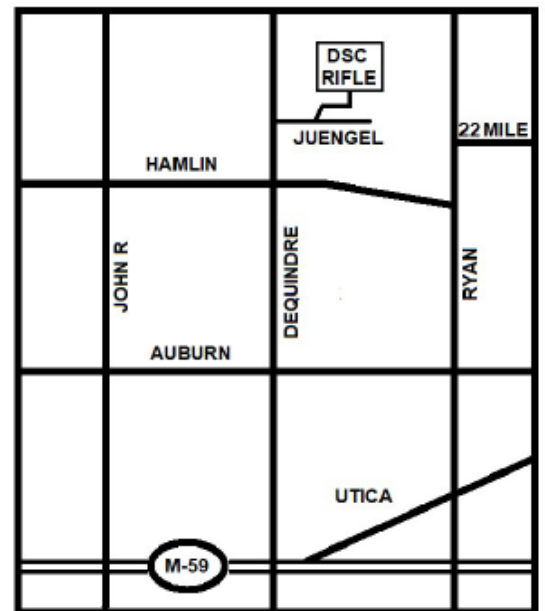 DSC
RIFLE
JUENGEL
22 MILE
HAMLIN
JOHN R
DEQUINDRE
RYAN
AUBURN
UTICA
M-59